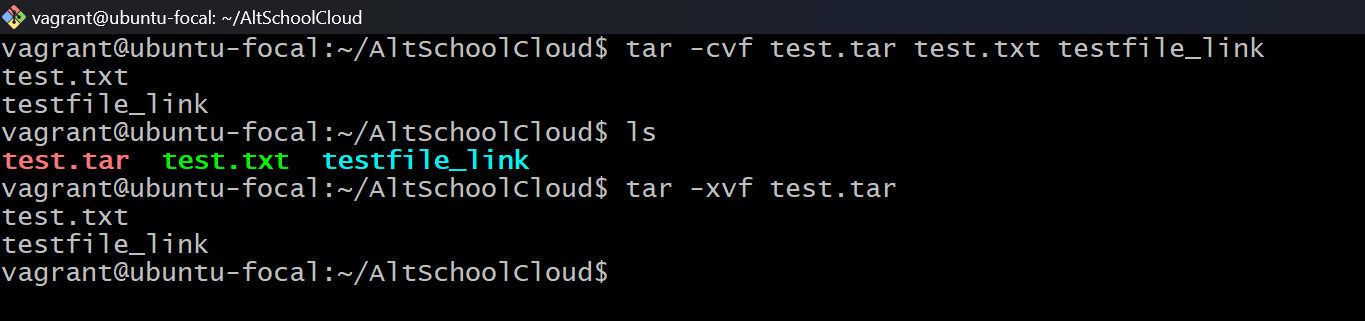 vagrant@ubuntu-focal: ~/AltSchoolCloud
vagrant@ubuntu-focal:~/AltSchoolCloud$ tar -cvf test.tar test.txt testfile_link
test.txt
testfile_link
vagrant@ubuntu-focal:~/AltSchoolCloud$ ls
test.tar  test.txt  testfile_link
vagrant@ubuntu-focal:~/AltSchoolCloud$ tar -xvf test.tar
test.txt
testfile_link
vagrant@ubuntu-focal:~/AltSchoolCloud$